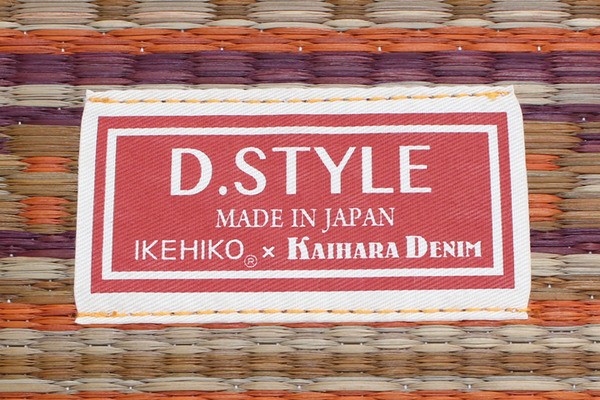 D.STYLE
MADE IN JAPAN
IKEHIKO® × KAIHARA DENIM